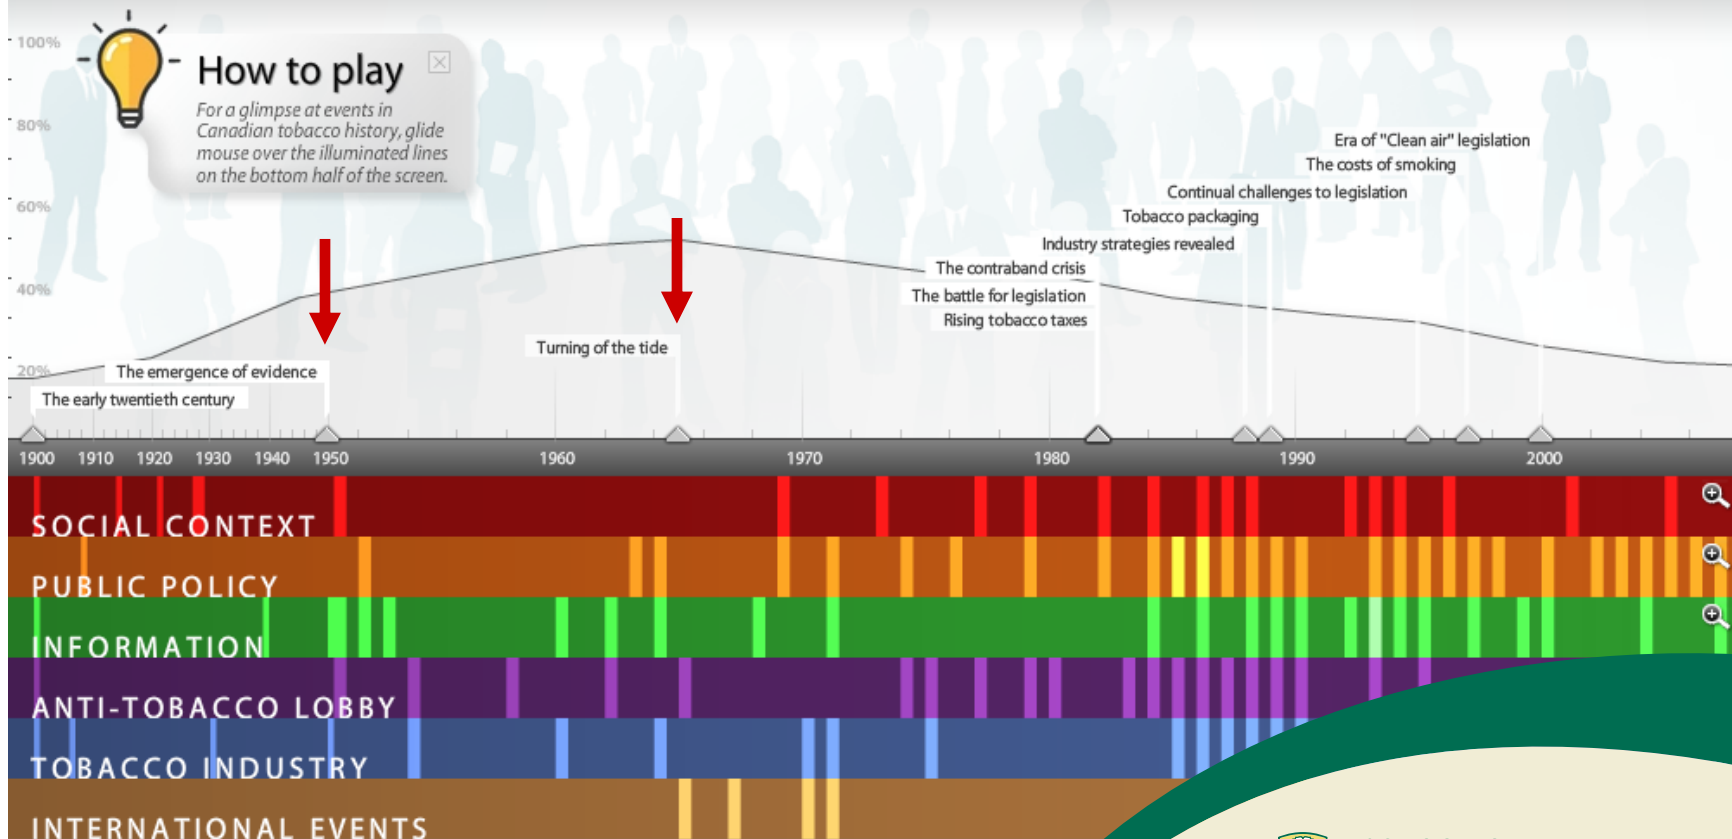 100%
How to play
For a glimpse at events in
Canadian tobacco history, glide
mouse over the illuminated lines
on the bottom half of the screen.
80%
60%
40%
20%
Era of "Clean air" legislation
The costs of smoking
Continual challenges to legislation
Tobacco packaging
Industry strategies revealed
The contraband crisis
The battle for legislation
Rising tobacco taxes
Turning of the tide
The emergence of evidence
The early twentieth century
1900 1910 1920 1930 1940 1950 1960 1970 1980 1990 2000
SOCIAL CONTEXT
PUBLIC POLICY
INFORMATION
ANTI-TOBACCO LOBBY
TOBACCO INDUSTRY
INTERNATIONAL EVENTS